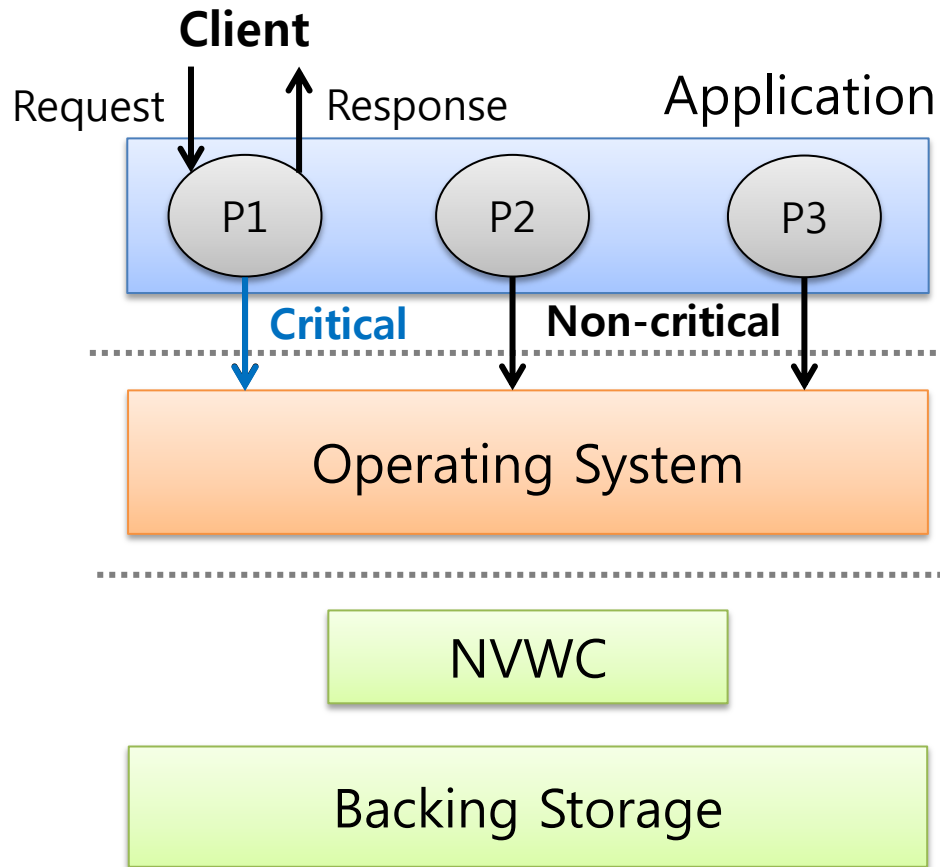 Client
Request
Response
Application
P1
P2
P3
Critical
Non-critical
Operating System
NVWC
Backing Storage